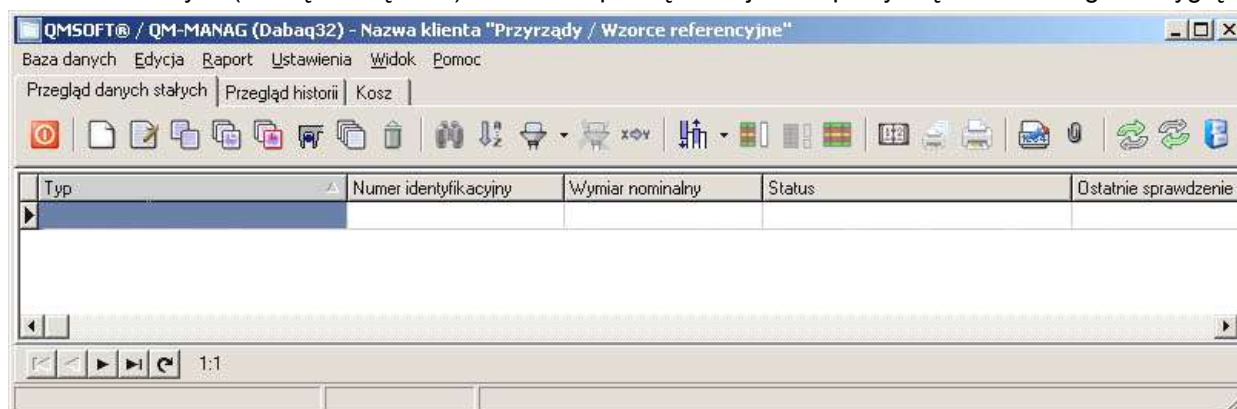 QMSOFT® / QM-MANAG (Dabaq32) - Nazwa klienta "Przyrządy / Wzorce referencyjne"
Baza danych Edycja Raport Ustawienia Widok Pomoc
Przegląd danych stałych Przegląd historii Kosz
Typ Numer identyfikacyjny Wymiar nominalny Status Ostatnie sprawdzenie
1:1